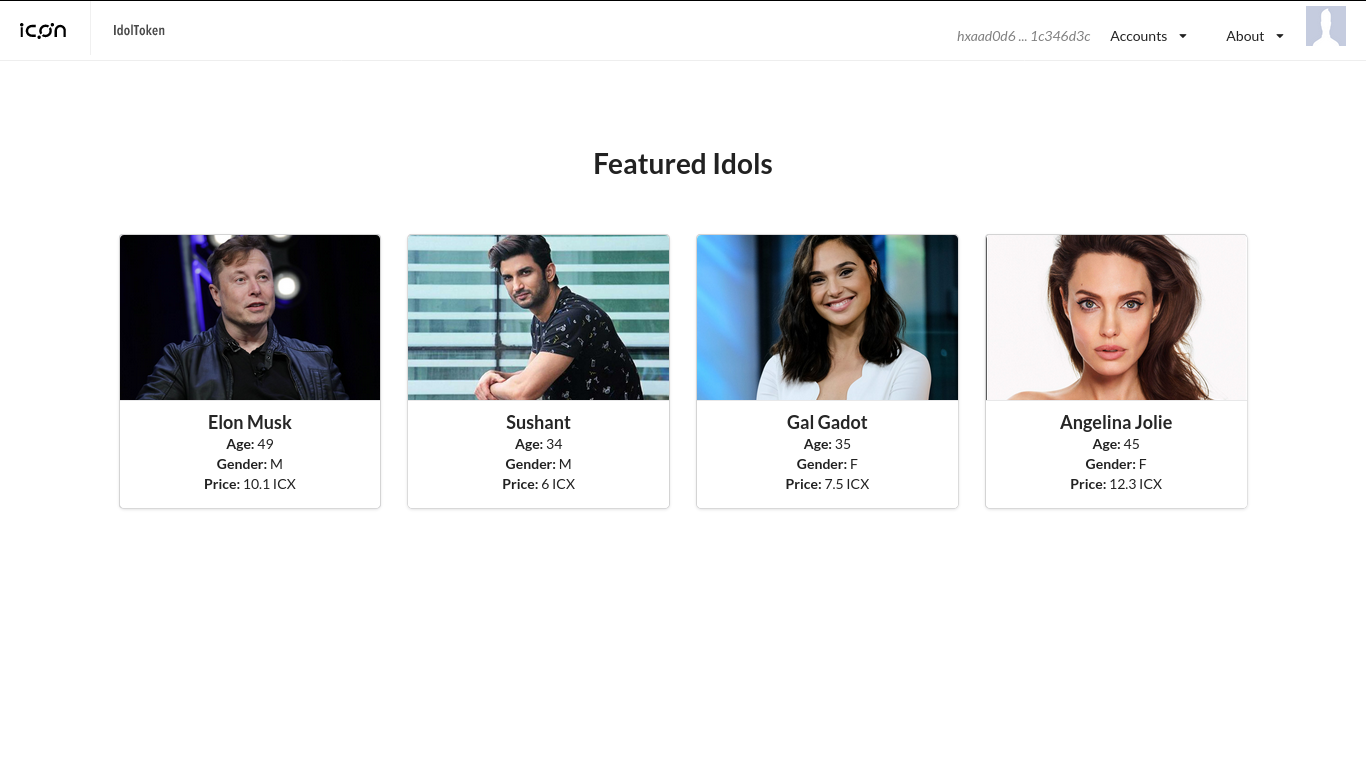 icon
IdolToken
hxaad0d6 ... 1c346d3c
Accounts
About
Featured Idols
Elon Musk
Age: 49
Gender: M
Price: 10.1 ICX
Sushant
Age: 34
Gender: M
Price: 6 ICX
Gal Gadot
Age: 35
Gender: F
Price: 7.5 ICX
Angelina Jolie
Age: 45
Gender: F
Price: 12.3 ICX